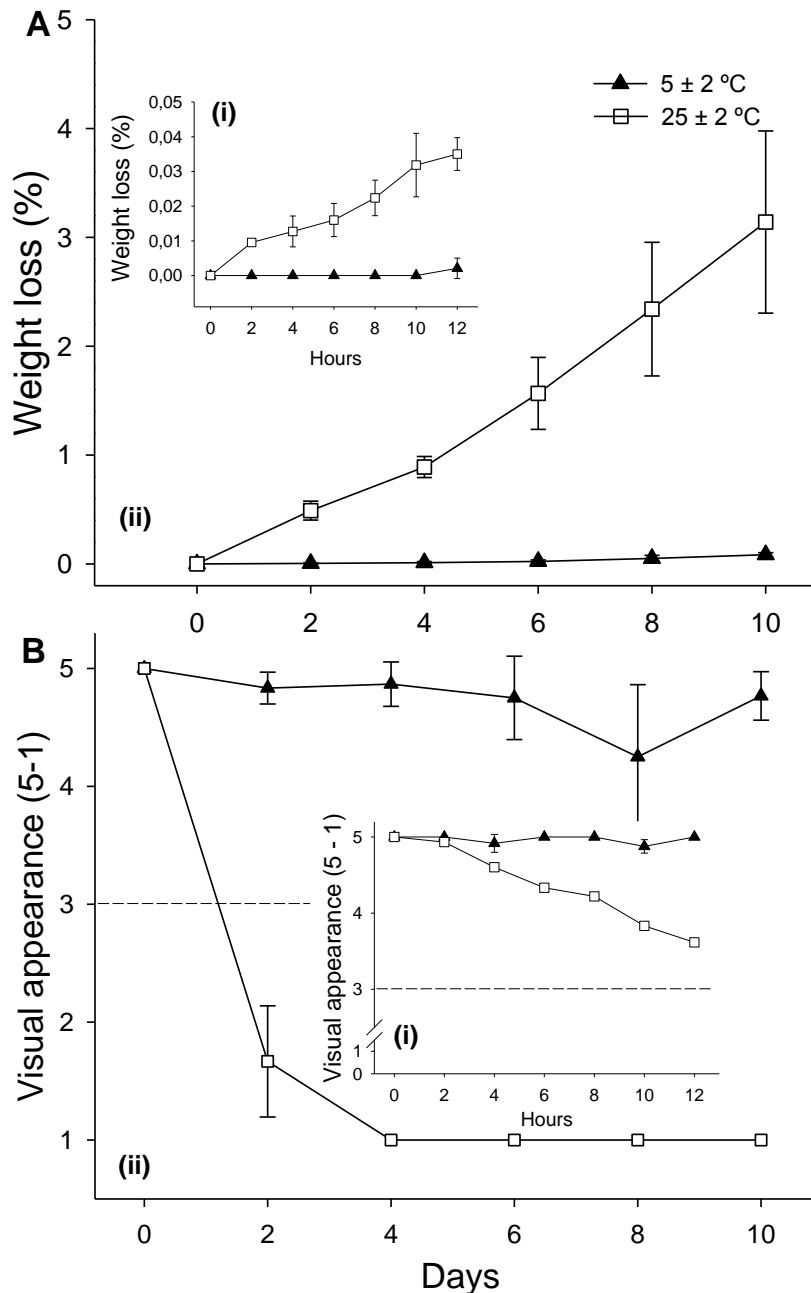 A
5
4
3
2
1
0
Weight loss (%)
5 ± 2 ºC
25 ± 2 ºC
(i)
0,05
0,04
0,03
0,02
0,01
0,00
Weight loss (%)
0 2 4 6 8 10 12
Hours
(ii)
0 2 4 6 8 10
B
5
4
3
2
1
Visual appearance (5-1)
5
4
3
1
0
Visual appearance (5 - 1)
(i)
0 2 4 6 8 10 12
Hours
(ii)
0 2 4 6 8 10
Days